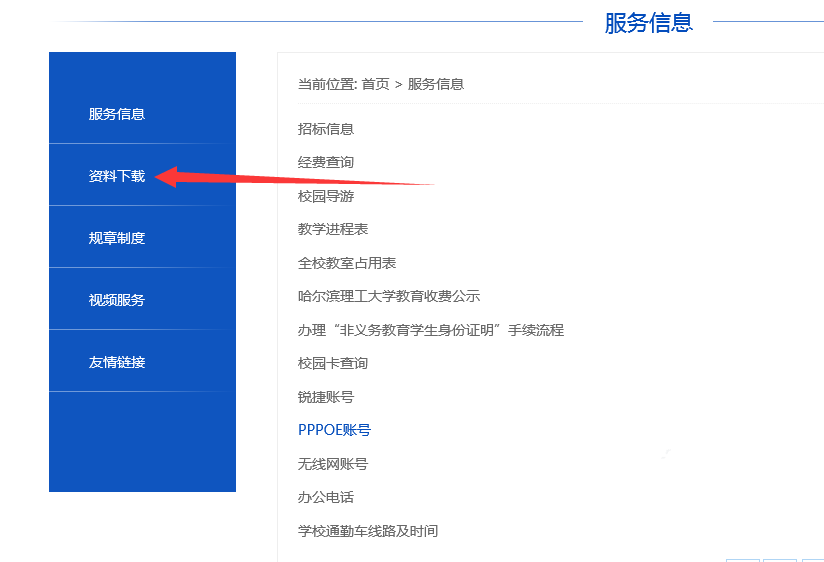 服务信息
服务信息
资料下载
规章制度
视频服务
友情链接
当前位置: 首页 > 服务信息
招标信息
经费查询
校园导游
教学进程表
全校教室占用表
哈尔滨理工大学教育收费公示
办理“非义务教育学生身份证明”手续流程
校园卡查询
锐捷账号
PPPOE账号
无线网账号
办公电话
学校通勤车线路及时间